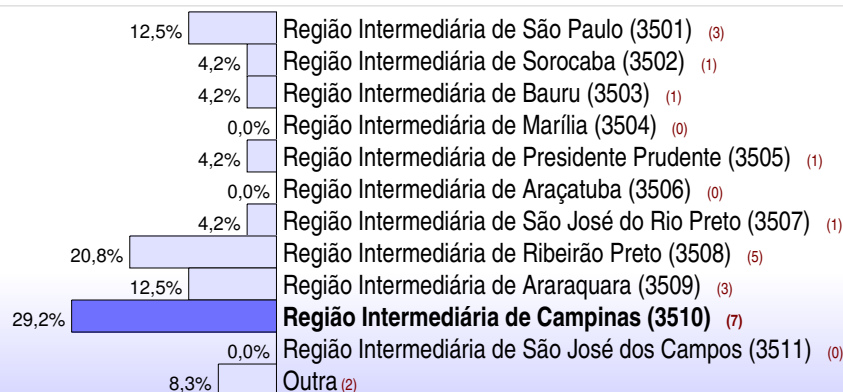 12,5% Região Intermediária de São Paulo (3501) (3)
4,2% Região Intermediária de Sorocaba (3502) (1)
4,2% Região Intermediária de Bauru (3503) (1)
0,0% Região Intermediária de Marília (3504) (0)
4,2% Região Intermediária de Presidente Prudente (3505) (1)
0,0% Região Intermediária de Araçatuba (3506) (0)
4,2% Região Intermediária de São José do Rio Preto (3507) (1)
20,8% Região Intermediária de Ribeirão Preto (3508) (5)
12,5% Região Intermediária de Araraquara (3509) (3)
29,2% Região Intermediária de Campinas (3510) (7)
0,0% Região Intermediária de São José dos Campos (3511) (0)
8,3% Outra (2)